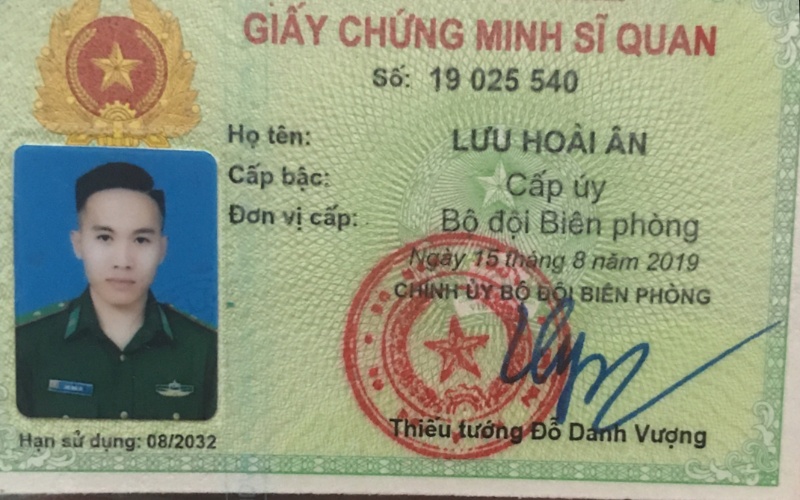 GIẤY CHỨNG MINH SĨ QUAN
Số: 19 025 540
Họ tên: LƯU HOÀI ÂN
Cấp bậc: Cấp úy
Đơn vị cấp: Bộ đội Biên phòng
Ngày 15 tháng 8 năm 2019
CHÍNH ỦY BỘ ĐỘI BIÊN PHÒNG
Thiếu tướng Đỗ Danh Vượng
Hạn sử dụng: 08/2032